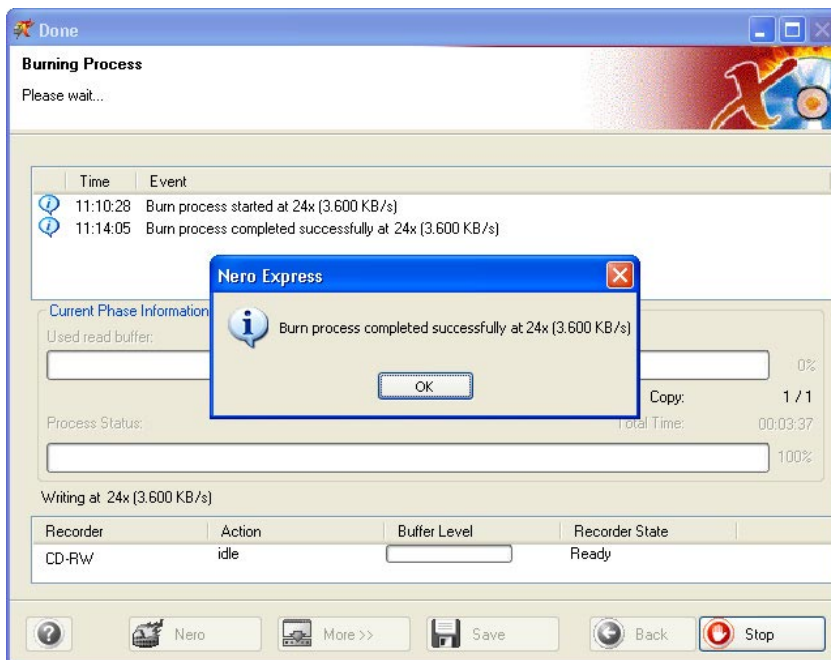 Done
Burning Process
Please wait...
Time Event
11:10:28 Burn process started at 24x (3.600 KB/s)
11:14:05 Burn process completed successfully at 24x (3.600 KB/s)
Nero Express
Burn process completed successfully at 24x (3.600 KB/s)
OK
Current Phase Information
Used read buffer:
0%
Copy: 1 / 1
Process Status: Total Time: 00:03:37
100%
Writing at 24x (3.600 KB/s)
Recorder Action Buffer Level Recorder State
CD-RW idle Ready
Nero More >> Save Back Stop